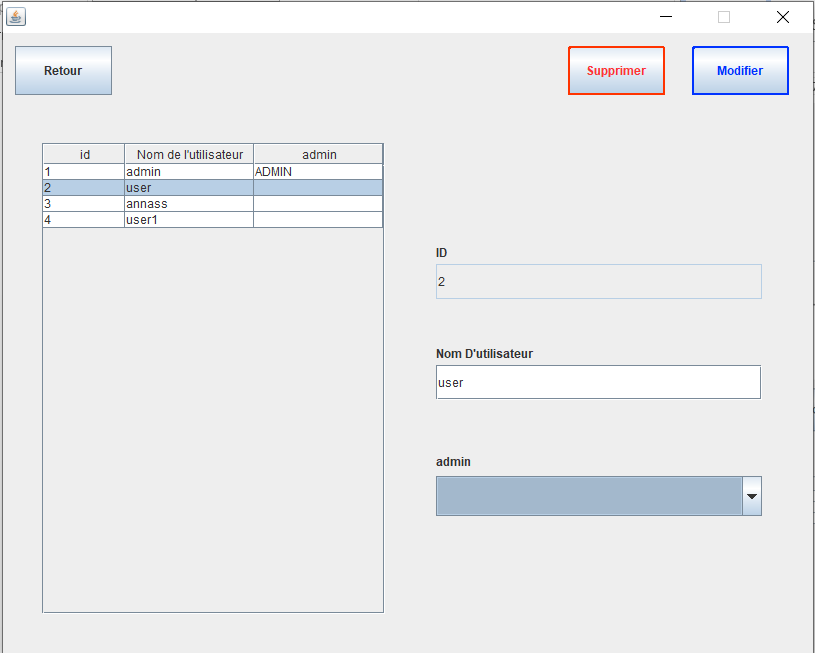 Retour
Supprimer
Modifier
id Nom de l'utilisateur admin
1 admin ADMIN
2 user
3 annass
4 user1
ID
2
Nom D'utilisateur
user
admin